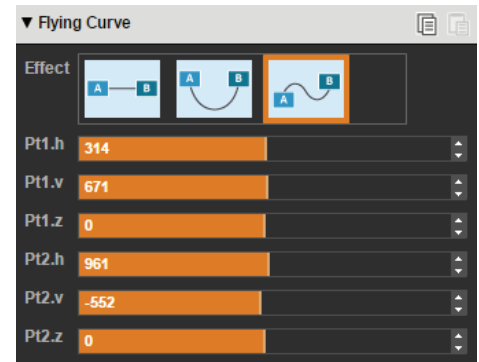 ▼ Flying Curve
Effect
A B A B A B
Pt1.h 314
Pt1.v 671
Pt1.z 0
Pt2.h 961
Pt2.v -552
Pt2.z 0